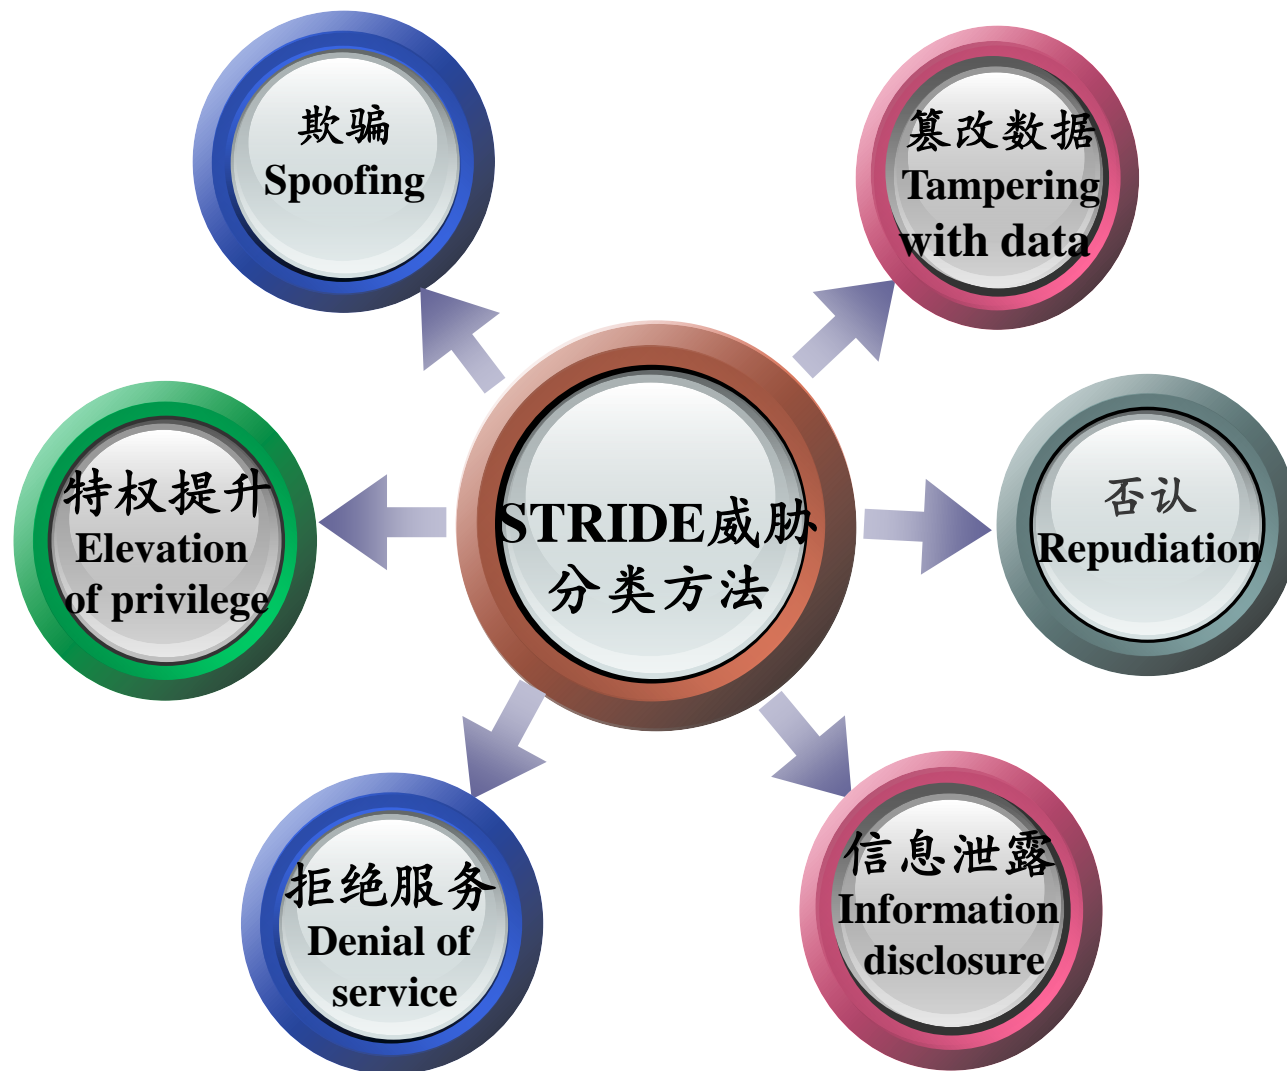 欺骗
Spoofing
篡改数据
Tampering
with data
特权提升
Elevation
of privilege
STRIDE威胁
分类方法
否认
Repudiation
拒绝服务
Denial of
service
信息泄露
Information
disclosure